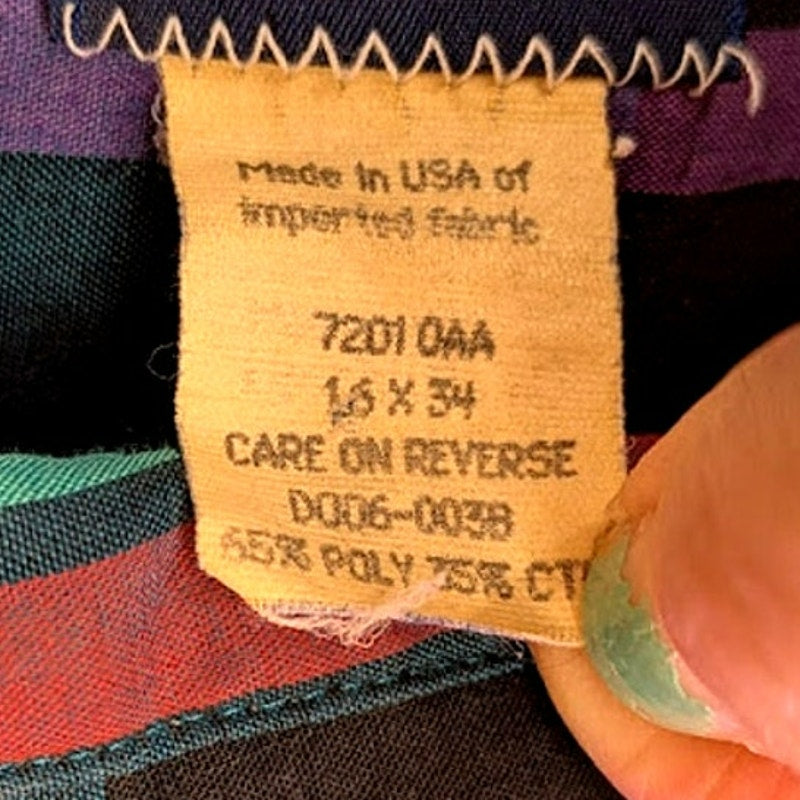 Made in USA of
imported fabric
7201 0AA
16 X 34
CARE ON REVERSE
D006-0038
65% POLY 35% CT